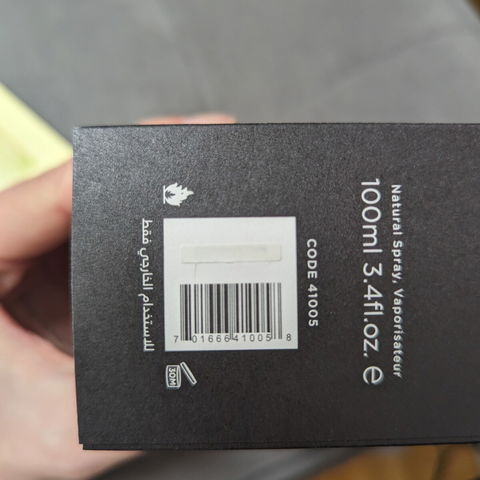 Natural Spray, Vaporisateur
100ml 3.4fl.oz. e
CODE 41005
7 01666 41005 8
للاستخدام الخارجي فقط
30M